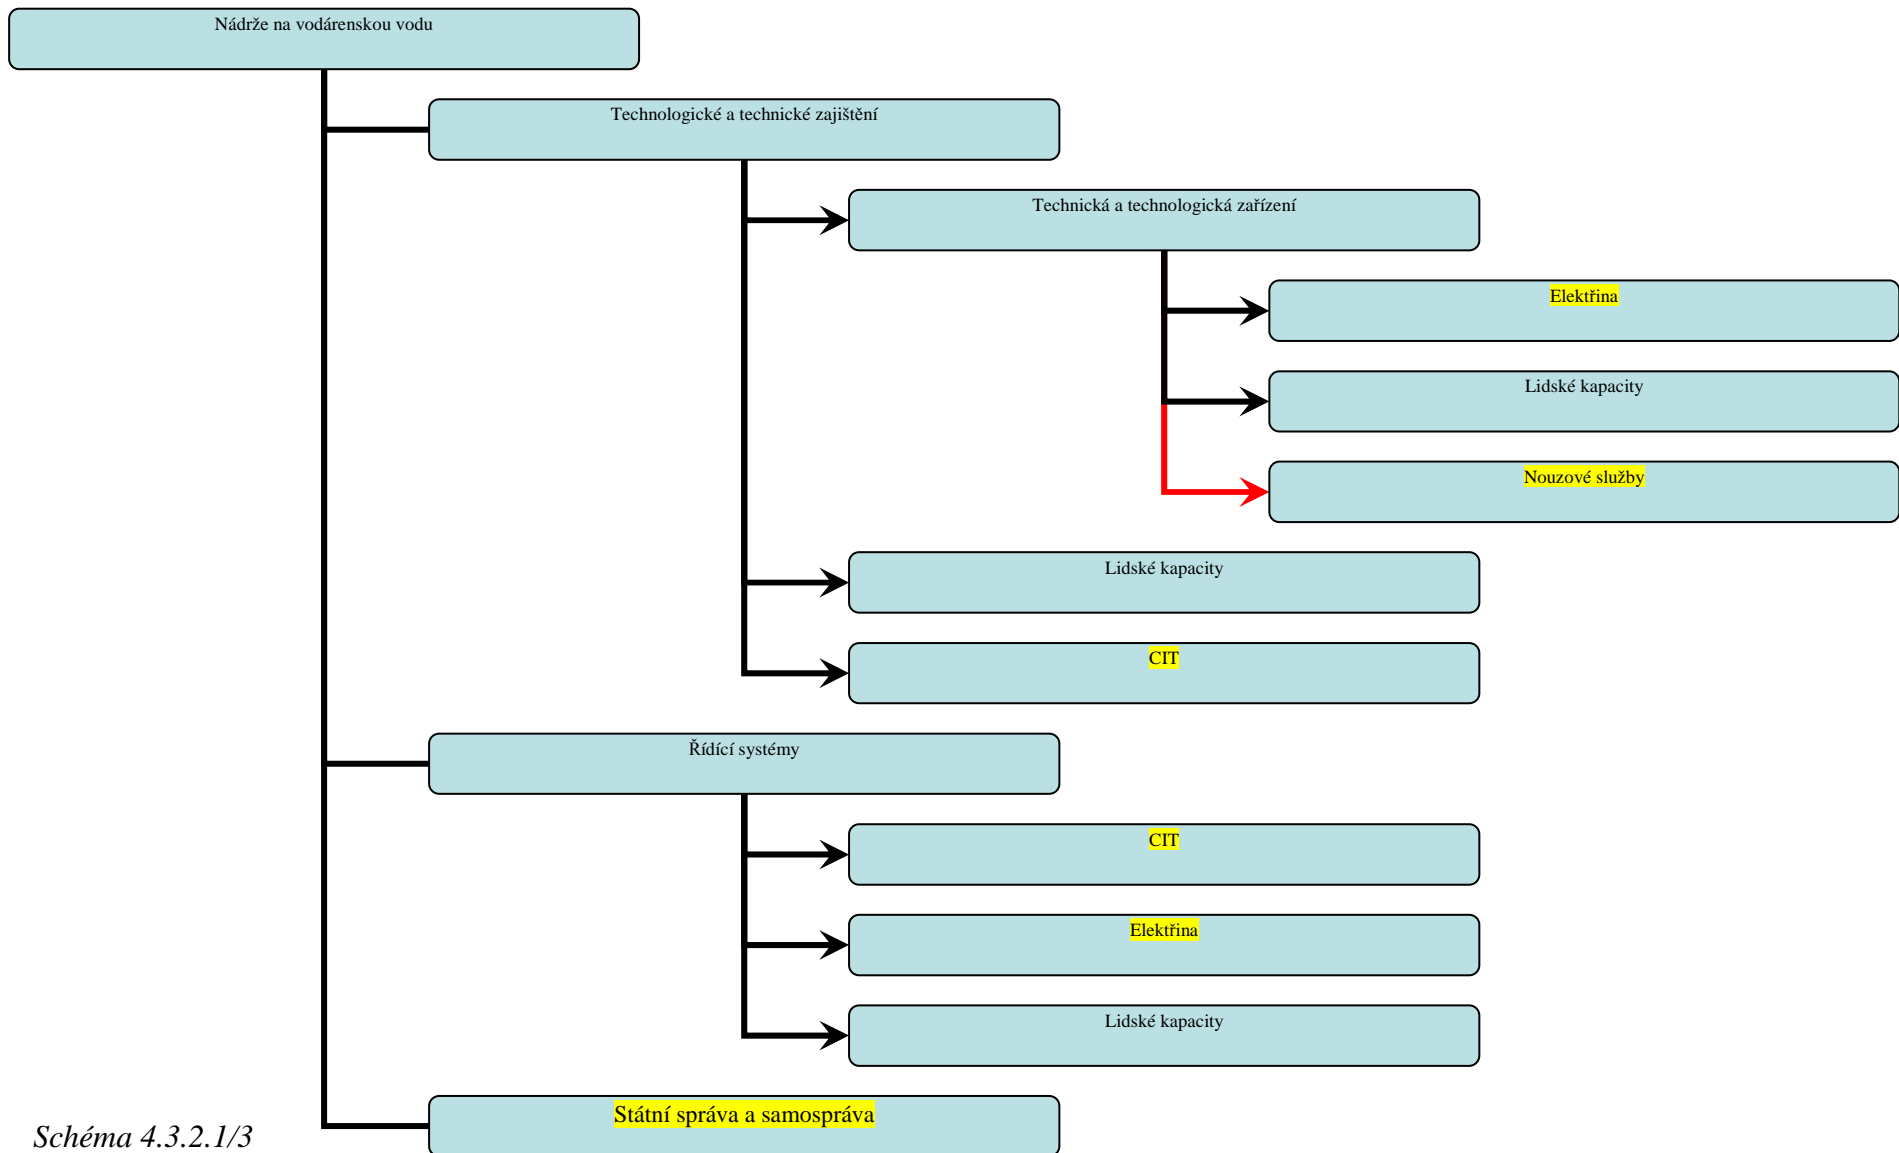 Nádrže na vodárenskou vodu
Technologické a technické zajištění
Technická a technologická zařízení
Elektřina
Lidské kapacity
Nouzové služby
Lidské kapacity
CIT
Řídící systémy
CIT
Elektřina
Lidské kapacity
Státní správa a samospráva
Schéma 4.3.2.1/3